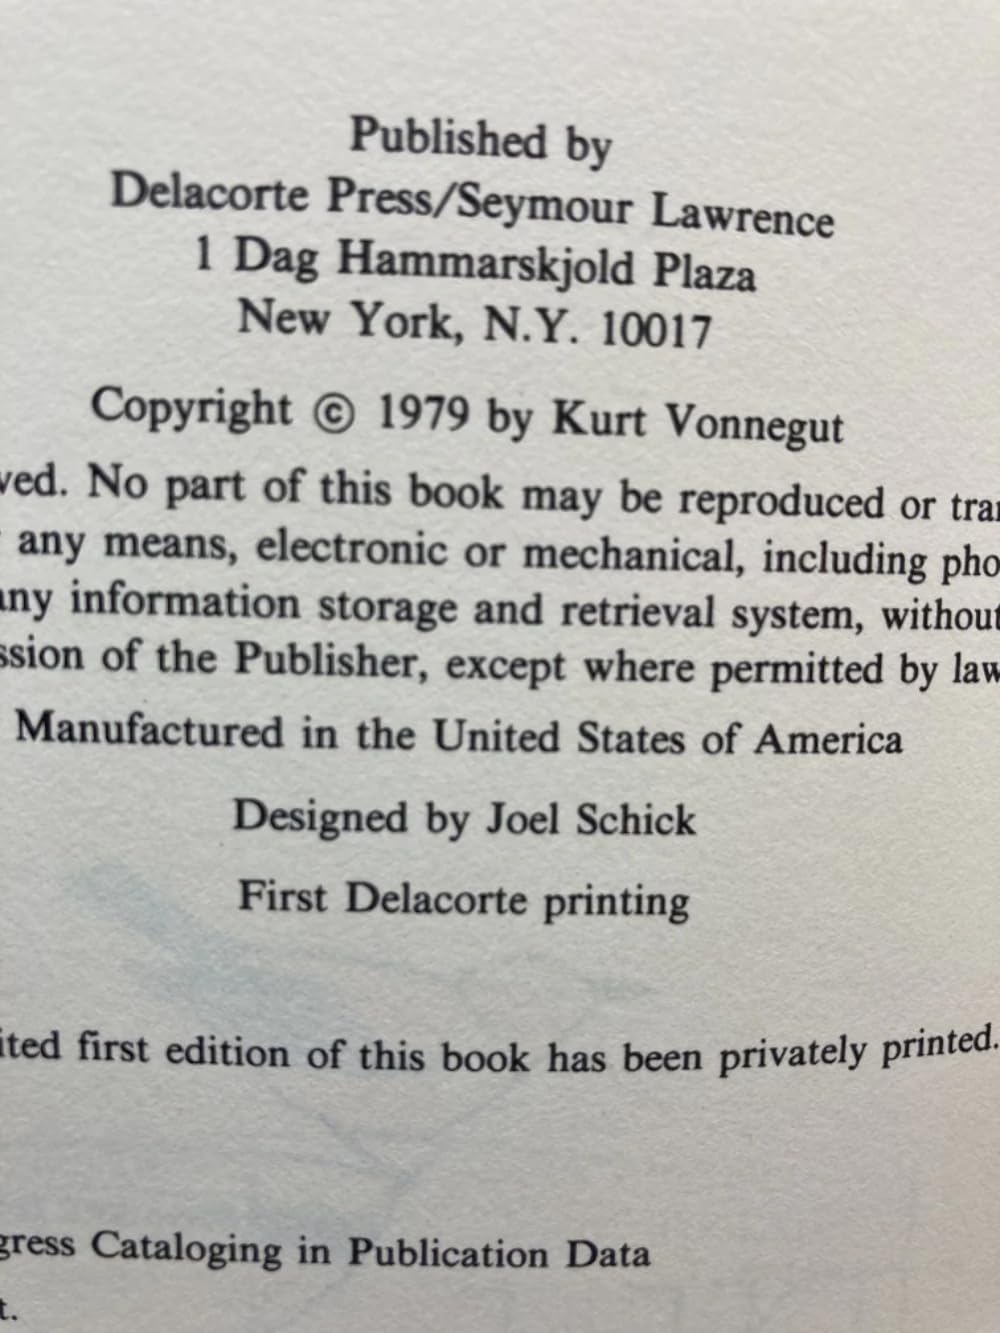 Published by
Delacorte Press/Seymour Lawrence
1 Dag Hammarskjold Plaza
New York, N.Y. 10017
Copyright © 1979 by Kurt Vonnegut
ved. No part of this book may be reproduced or tran
any means, electronic or mechanical, including pho
any information storage and retrieval system, without
ssion of the Publisher, except where permitted by law
Manufactured in the United States of America
Designed by Joel Schick
First Delacorte printing
ited first edition of this book has been privately printed.
gress Cataloging in Publication Data
t.